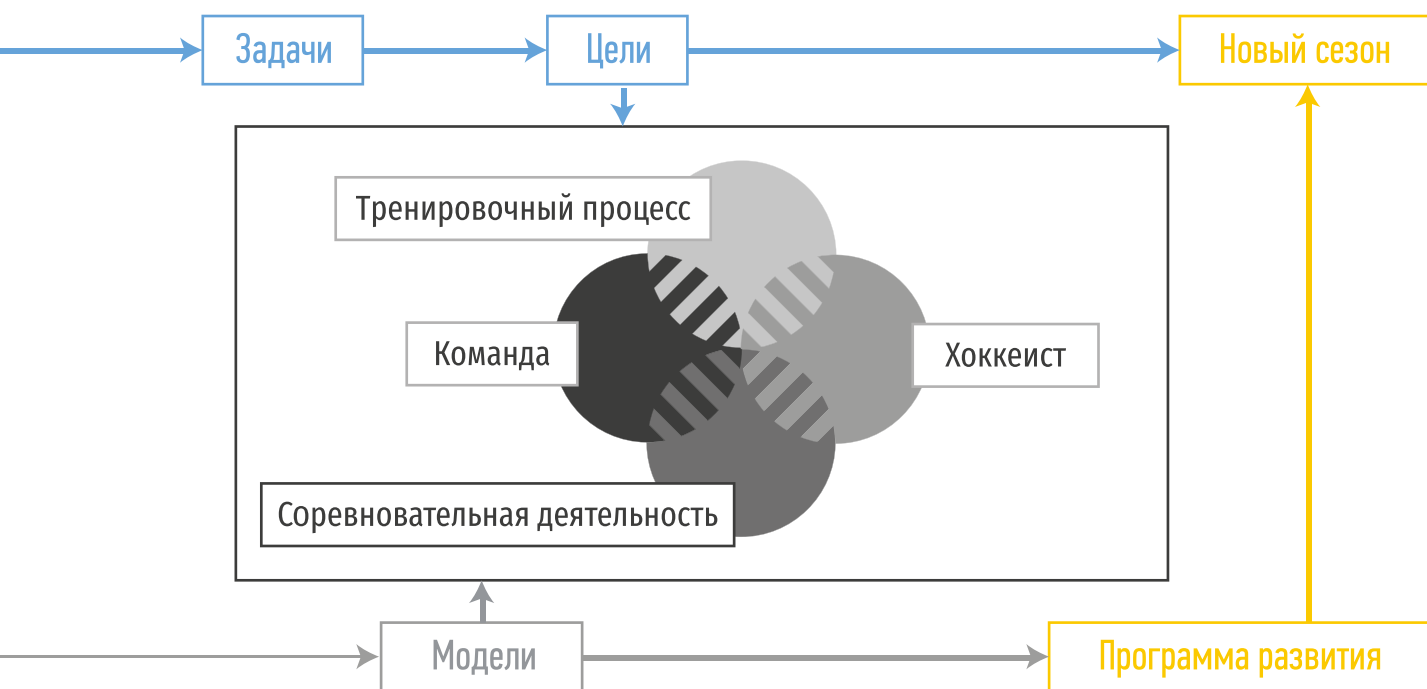 Задачи
Цели
Новый сезон
Тренировочный процесс
Команда
Хоккеист
Соревновательная деятельность
Модели
Программа развития